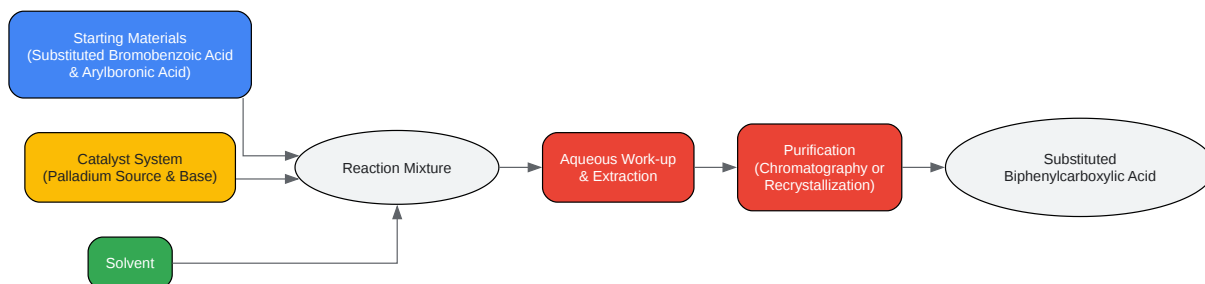 Starting Materials
(Substituted Bromobenzoic Acid
& Arylboronic Acid)
Catalyst System
(Palladium Source & Base)
Solvent
Reaction Mixture
Aqueous Work-up
& Extraction
Purification
(Chromatography or
Recrystallization)
Substituted
Biphenylcarboxylic Acid